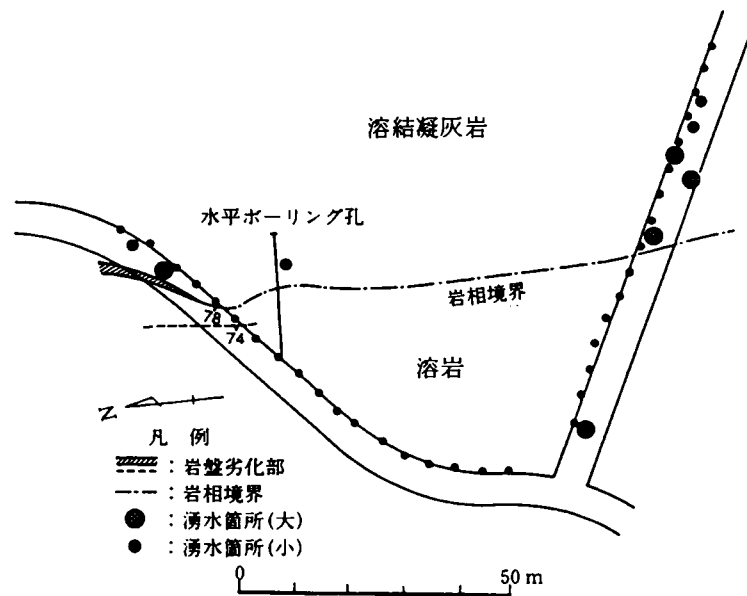 溶結凝灰岩
水平ボーリング孔
岩相境界
78
74
溶岩
N
凡 例
：岩盤劣化部
：岩相境界
：湧水箇所(大)
：湧水箇所(小)
0 50 m